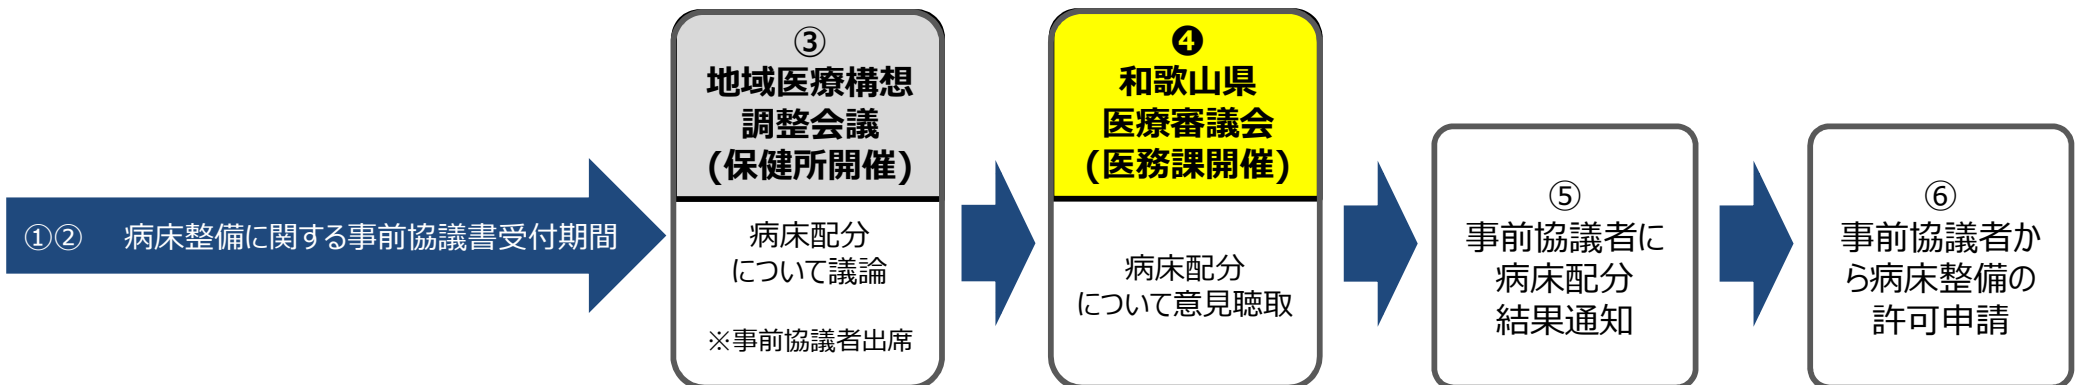 ①② 病床整備に関する事前協議書受付期間
③
地域医療構想
調整会議
(保健所開催)
病床配分
について議論
※事前協議者出席
❹
和歌山県
医療審議会
(医務課開催)
病床配分
について意見聴取
⑤
事前協議者に
病床配分
結果通知
⑥
事前協議者か
ら病床整備の
許可申請